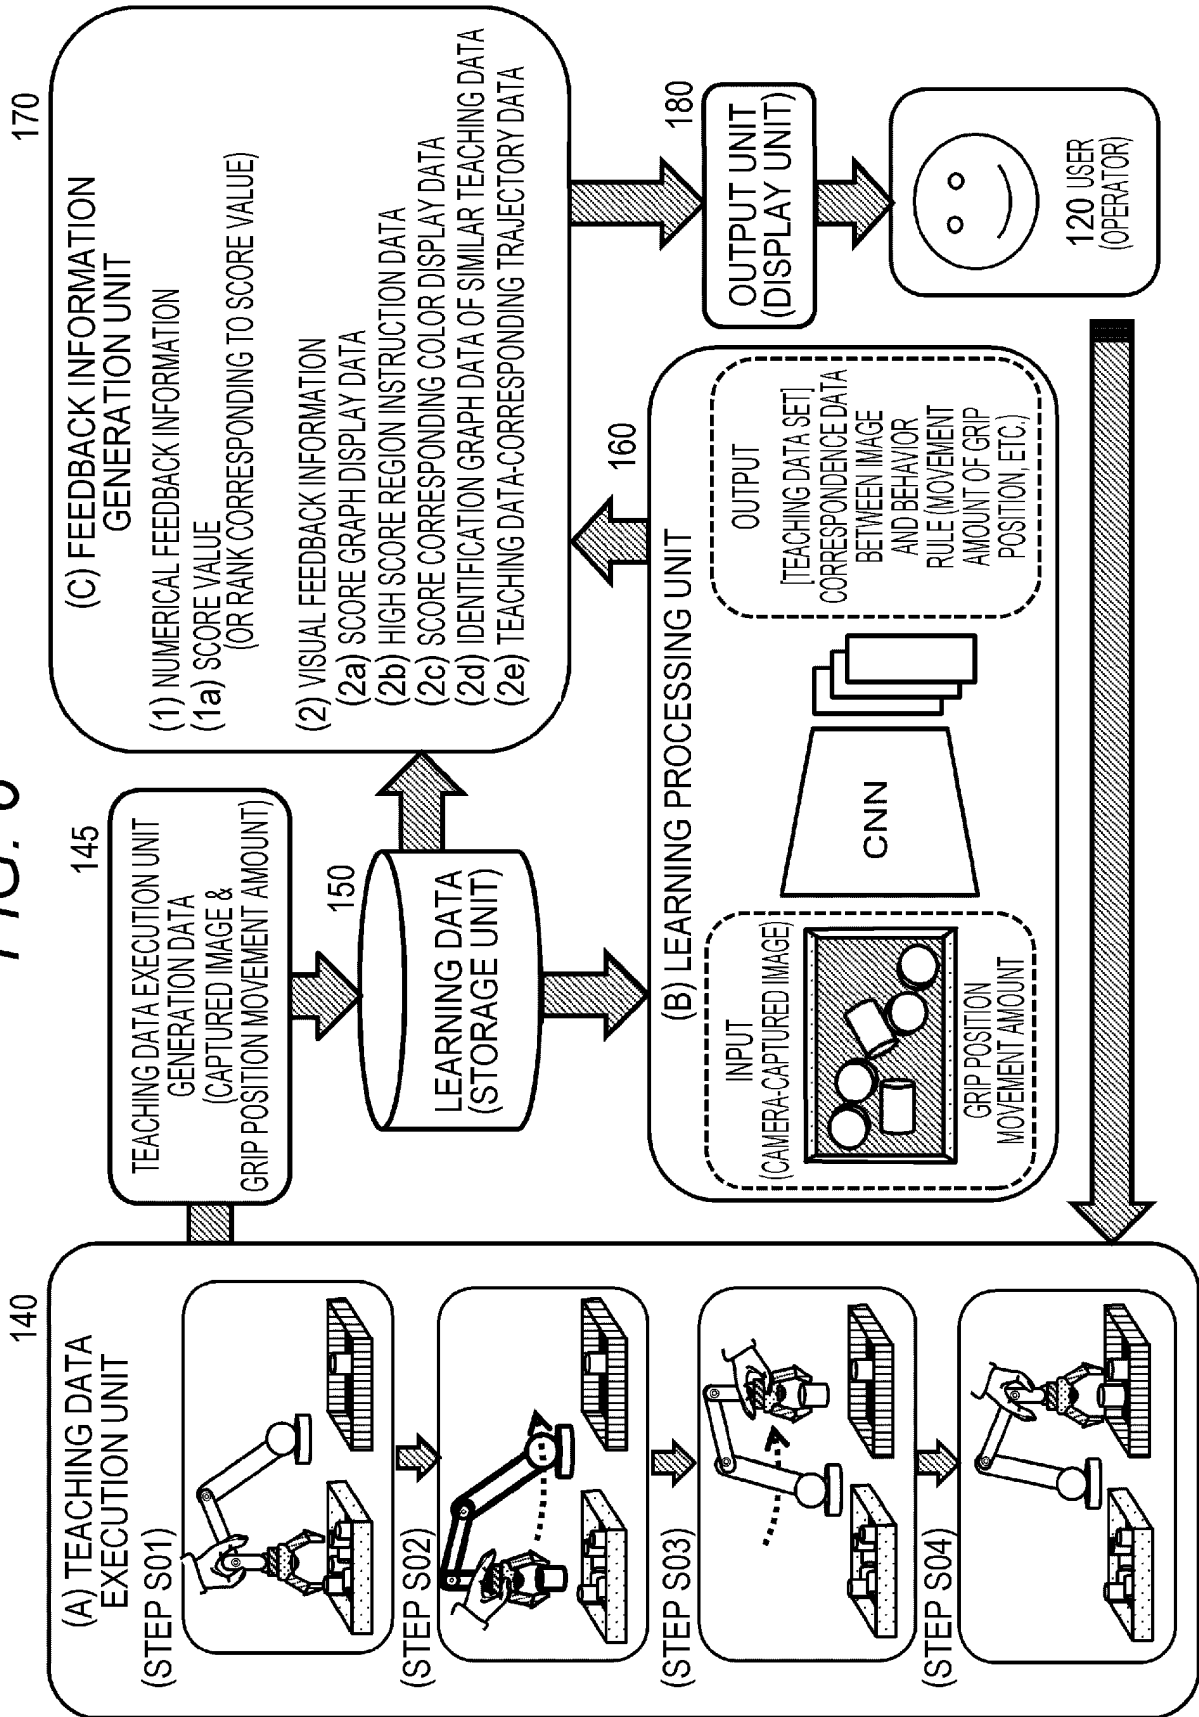 FIG.
140
(A) TEACHING DATA
EXECUTION UNIT
(STEP S01)
(STEP S02)
(STEP S03)
(STEP S04)
145
TEACHING DATA EXECUTION UNIT
GENERATION DATA
(CAPTURED IMAGE &
GRIP POSITION MOVEMENT AMOUNT)
150
LEARNING DATA
(STORAGE UNIT)
(B) LEARNING PROCESSING UNIT
160
INPUT
(CAMERA-CAPTURED IMAGE)
GRIP POSITION
MOVEMENT AMOUNT
CNN
OUTPUT
[TEACHING DATA SET]
CORRESPONDENCE DATA
BETWEEN IMAGE
AND BEHAVIOR
RULE (MOVEMENT
AMOUNT OF GRIP
POSITION, ETC.)
170
(C) FEEDBACK INFORMATION
GENERATION UNIT
(1) NUMERICAL FEEDBACK INFORMATION
(1a) SCORE VALUE
(OR RANK CORRESPONDING TO SCORE VALUE)
(2) VISUAL FEEDBACK INFORMATION
(2a) SCORE GRAPH DISPLAY DATA
(2b) HIGH SCORE REGION INSTRUCTION DATA
(2c) SCORE CORRESPONDING COLOR DISPLAY DATA
(2d) IDENTIFICATION GRAPH DATA OF SIMILAR TEACHING DATA
(2e) TEACHING DATA-CORRESPONDING TRAJECTORY DATA
180
OUTPUT UNIT
(DISPLAY UNIT)
120 USER
(OPERATOR)